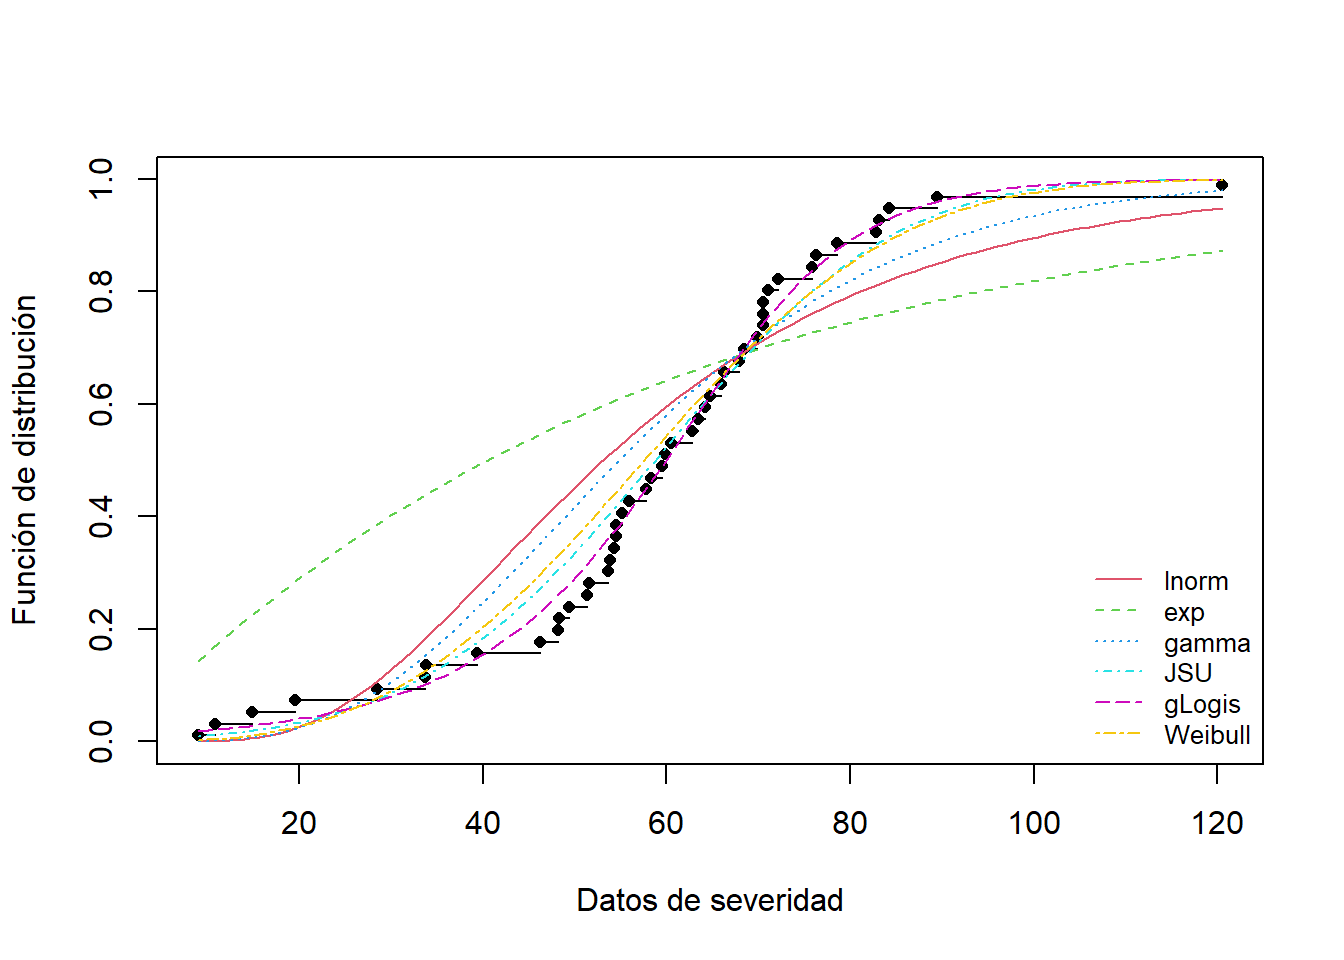 Función de distribución
1.0
0.8
0.6
0.4
0.2
0.0
lnorm
exp
gamma
JSU
gLogis
Weibull
20 40 60 80 100 120
Datos de severidad